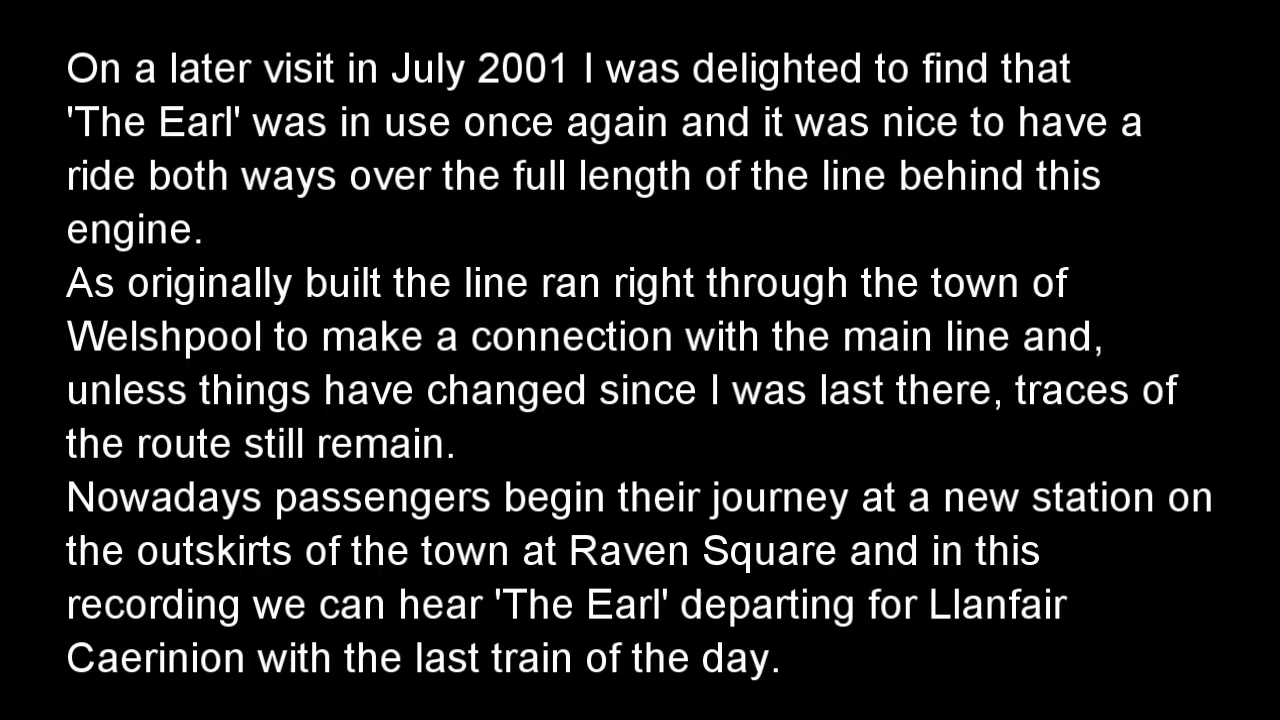 On a later visit in July 2001 I was delighted to find that
'The Earl' was in use once again and it was nice to have a
ride both ways over the full length of the line behind this
engine.
As originally built the line ran right through the town of
Welshpool to make a connection with the main line and,
unless things have changed since I was last there, traces of
the route still remain.
Nowadays passengers begin their journey at a new station on
the outskirts of the town at Raven Square and in this
recording we can hear 'The Earl' departing for Llanfair
Caerinion with the last train of the day.